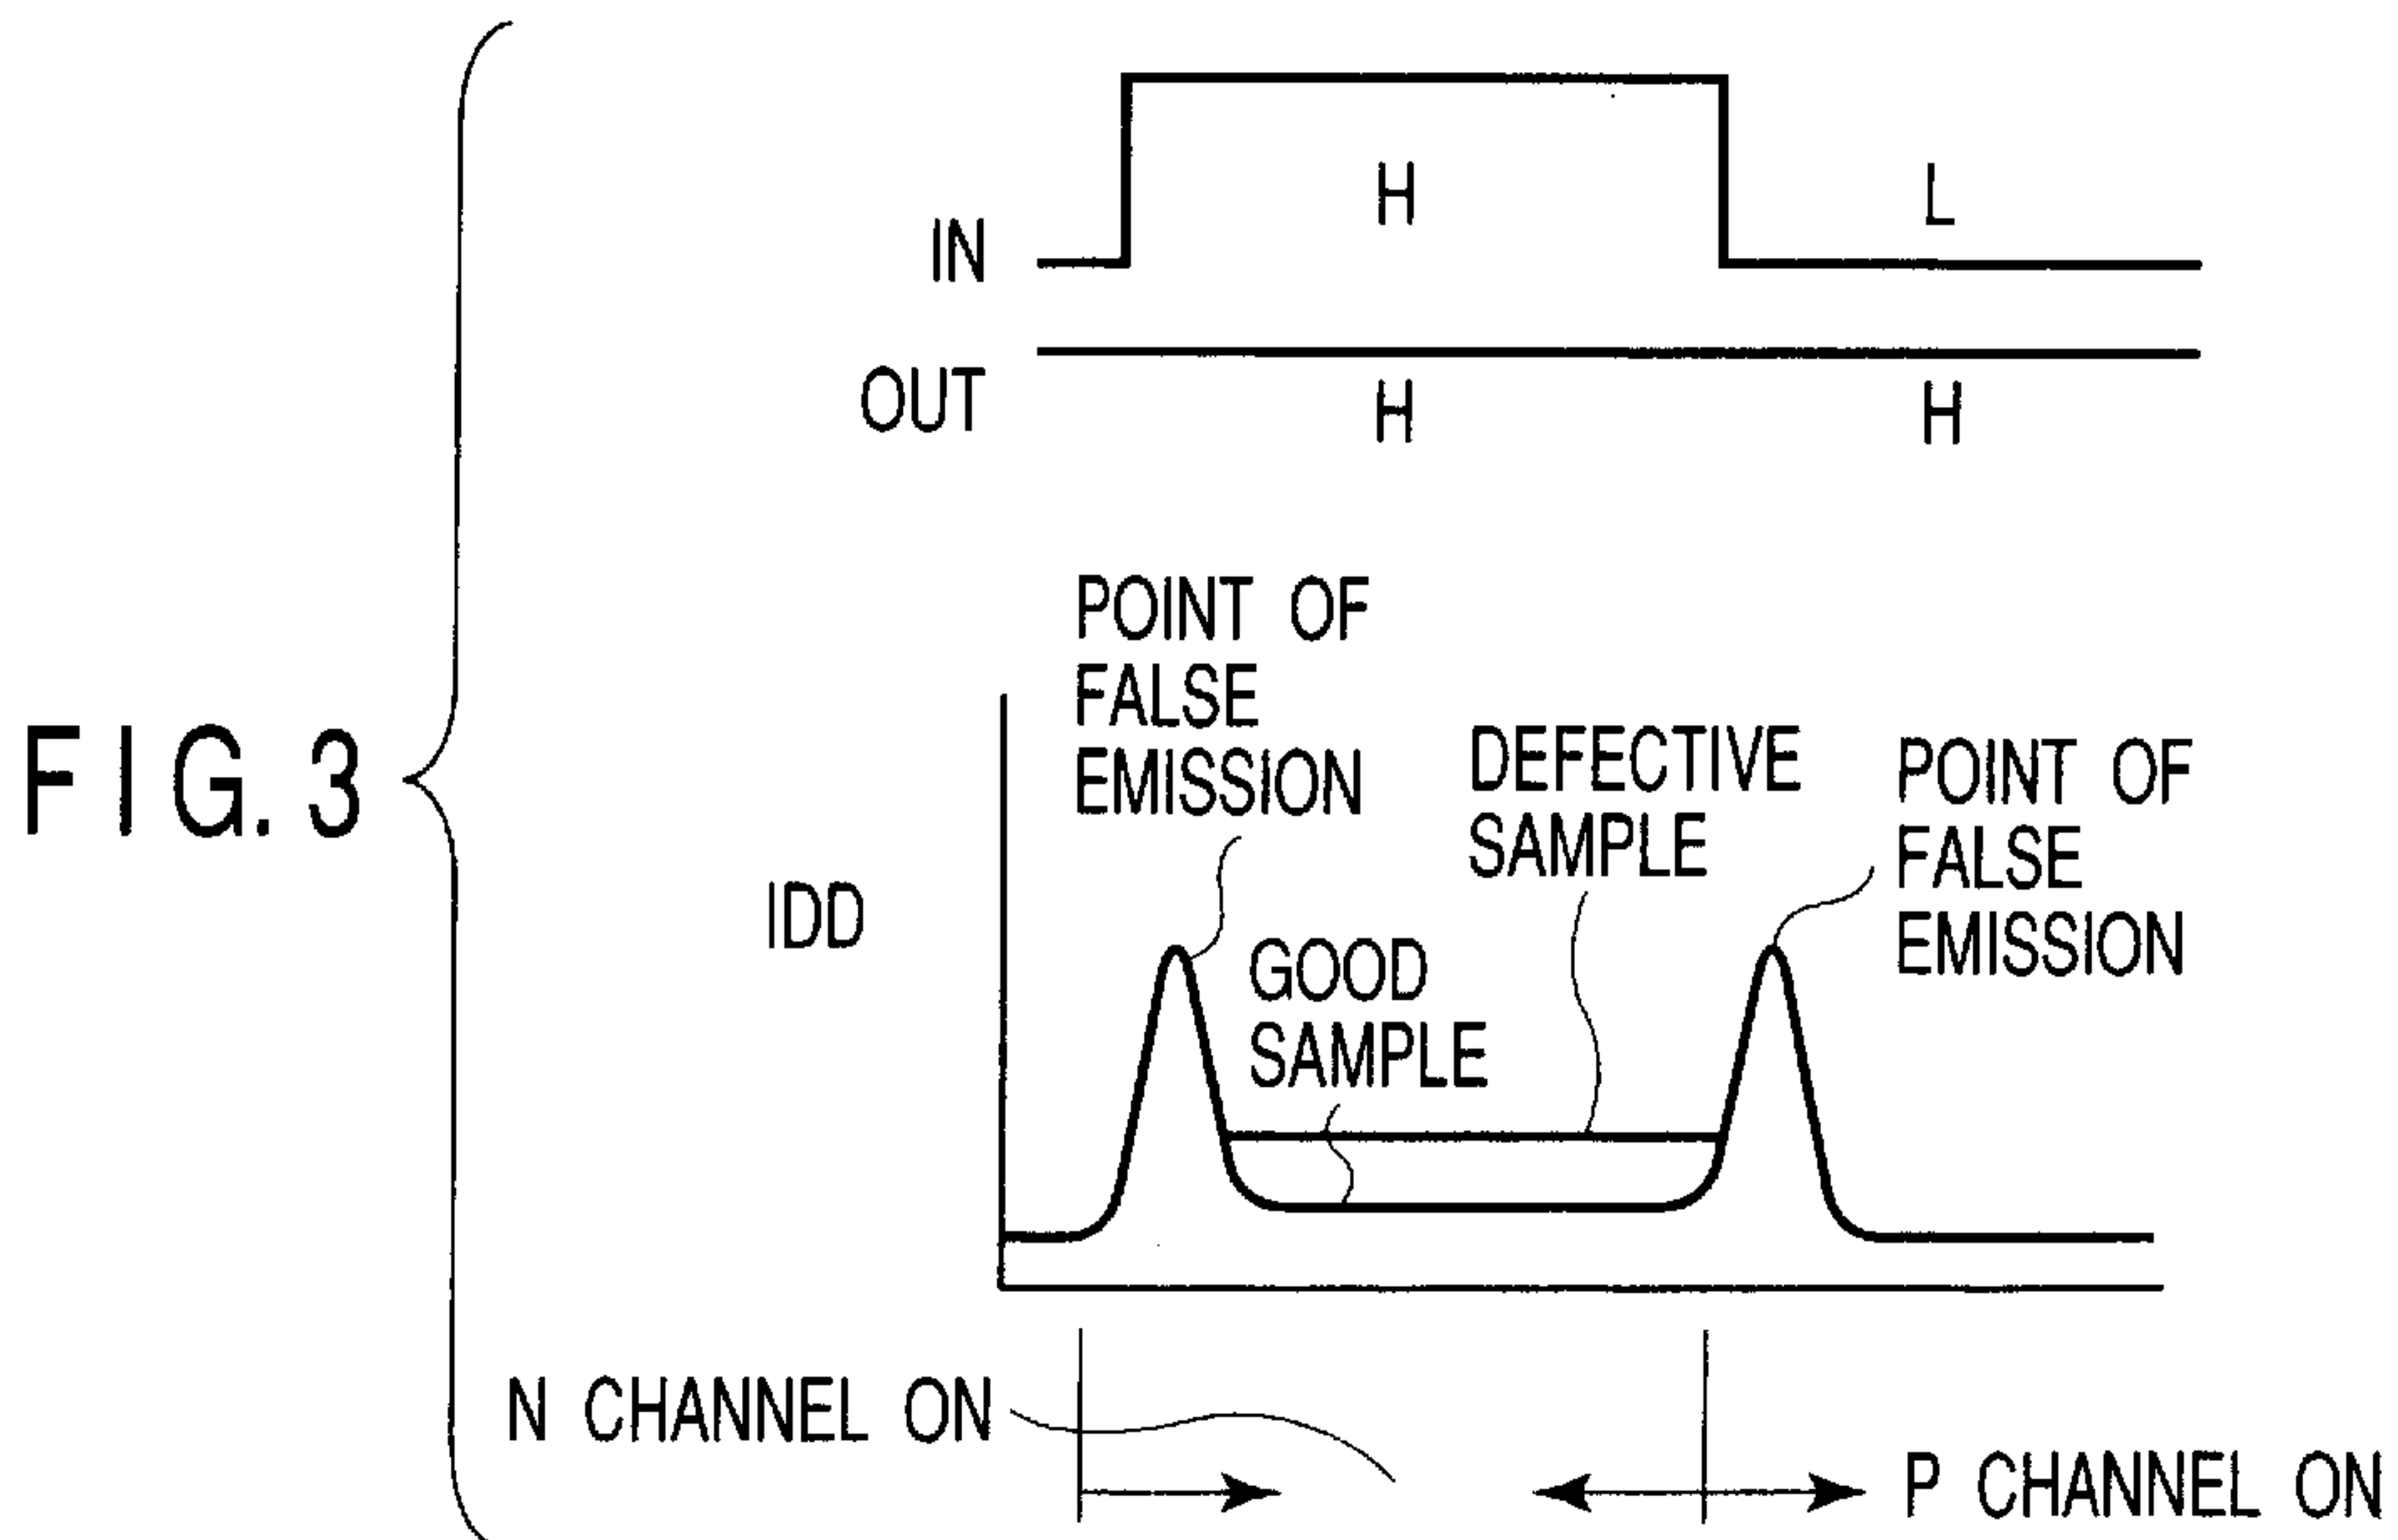 FIG. 3
IN
H
L
OUT
H
H
IDD
POINT OF
FALSE
EMISSION
GOOD
SAMPLE
DEFECTIVE
SAMPLE
POINT OF
FALSE
EMISSION
N CHANNEL ON
P CHANNEL ON